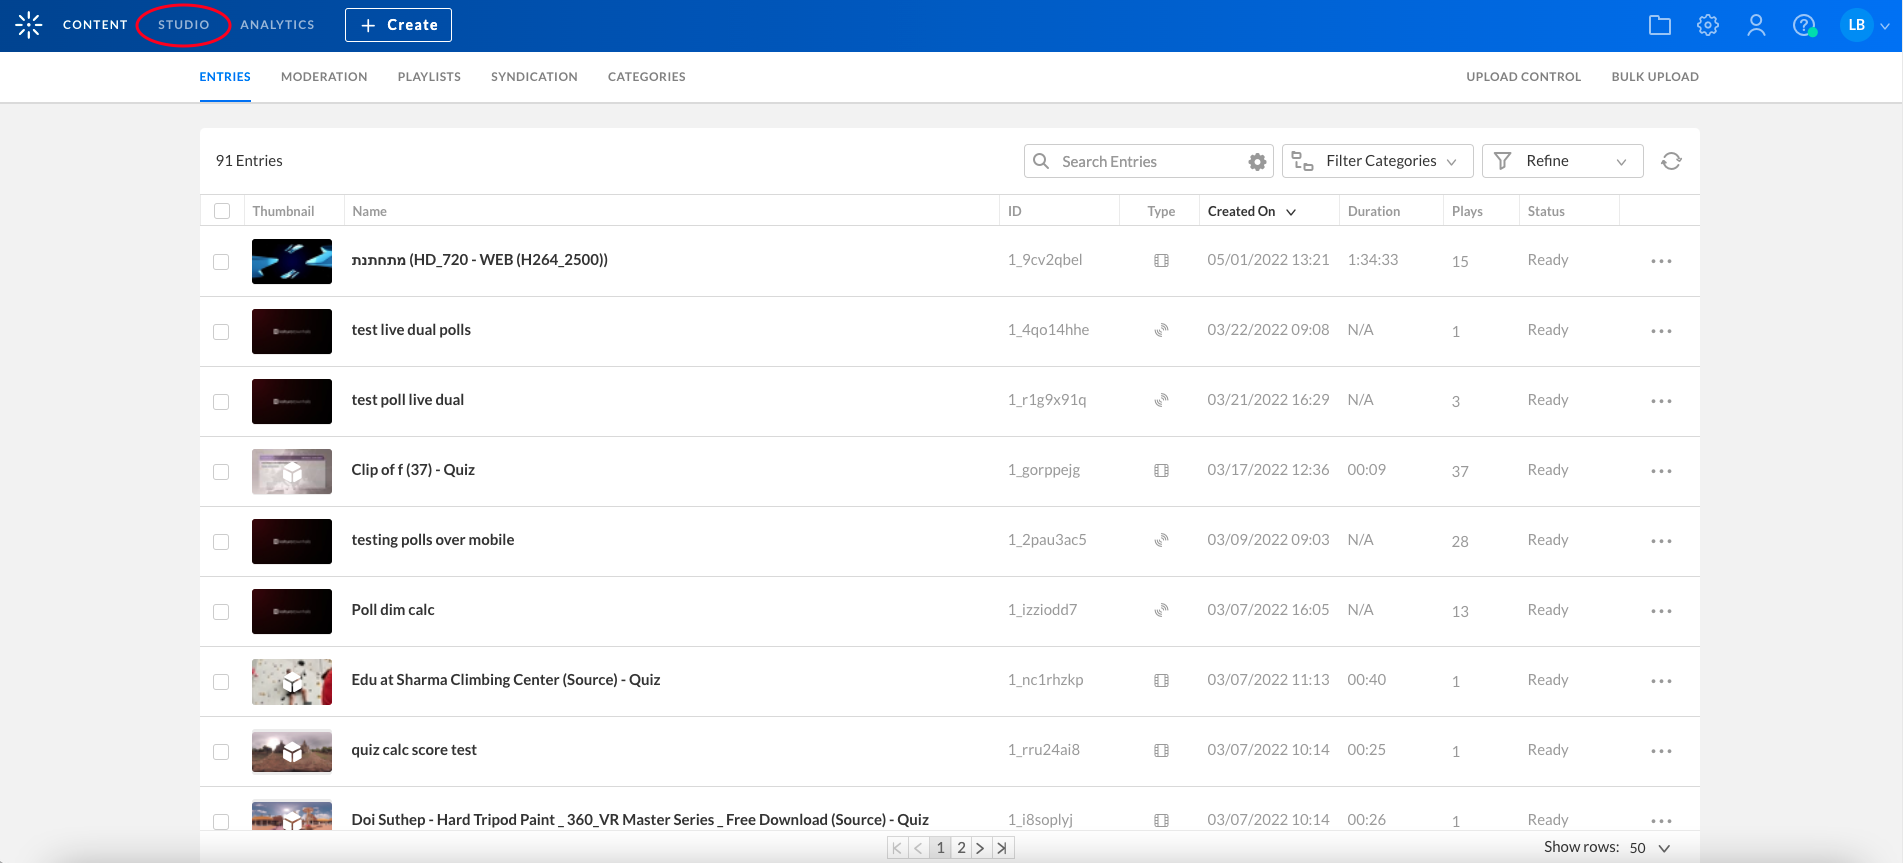 CONTENT STUDIO ANALYTICS + Create LB
ENTRIES MODERATION PLAYLISTS SYNDICATION CATEGORIES UPLOAD CONTROL BULK UPLOAD
91 Entries Search Entries Filter Categories Refine
Thumbnail Name ID Type Created On Duration Plays Status
מתחתנת (HD_720 - WEB (H264_2500)) 1_9cv2qbel 05/01/2022 13:21 1:34:33 15 Ready
test live dual polls 1_4qo14hhe 03/22/2022 09:08 N/A 1 Ready
test poll live dual 1_r1g9x91q 03/21/2022 16:29 N/A 3 Ready
Clip of f (37) - Quiz 1_gorppejg 03/17/2022 12:36 00:09 37 Ready
testing polls over mobile 1_2pau3ac5 03/09/2022 09:03 N/A 28 Ready
Poll dim calc 1_izziodd7 03/07/2022 16:05 N/A 13 Ready
Edu at Sharma Climbing Center (Source) - Quiz 1_nc1rhzkp 03/07/2022 11:13 00:40 1 Ready
quiz calc score test 1_rru24ai8 03/07/2022 10:14 00:25 1 Ready
Doi Suthep - Hard Tripod Paint _ 360_VR Master Series _ Free Download (Source) - Quiz 1_i8soplyj 03/07/2022 10:14 00:26 1 Ready
1 2 Show rows: 50